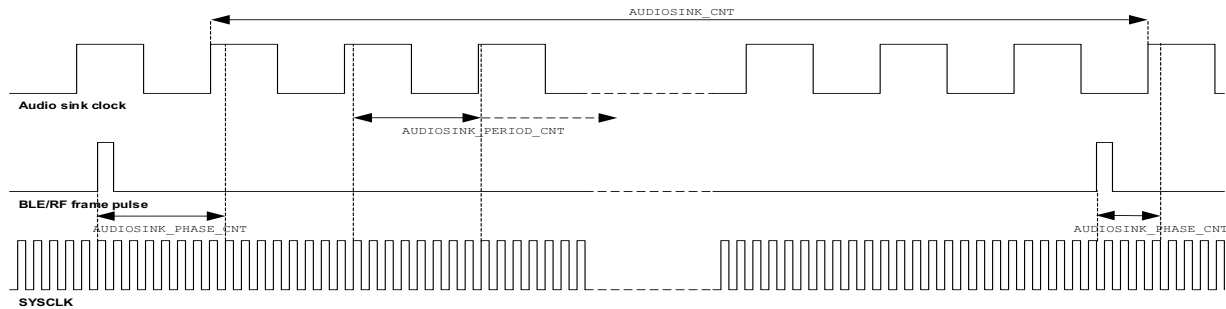 AUDIOSINK_CNT
Audio sink clock
AUDIOSINK_PERIOD_CNT
BLE/RF frame pulse
AUDIOSINK_PHASE_CNT
AUDIOSINK_PHASE_CNT
SYSCLK